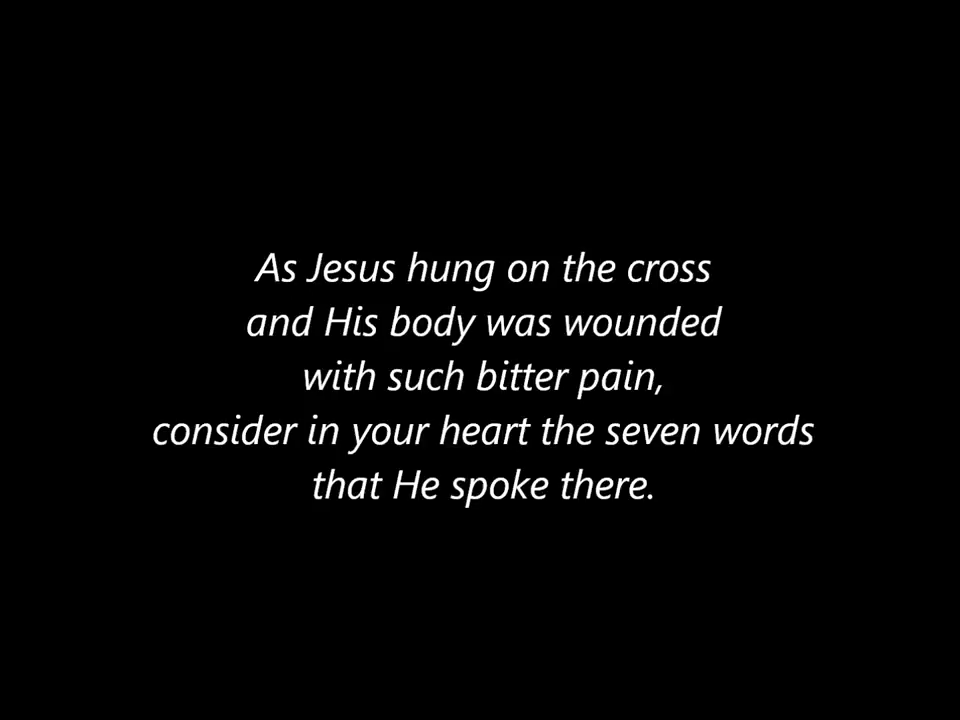 As Jesus hung on the cross
and His body was wounded
with such bitter pain,
consider in your heart the seven words
that He spoke there.